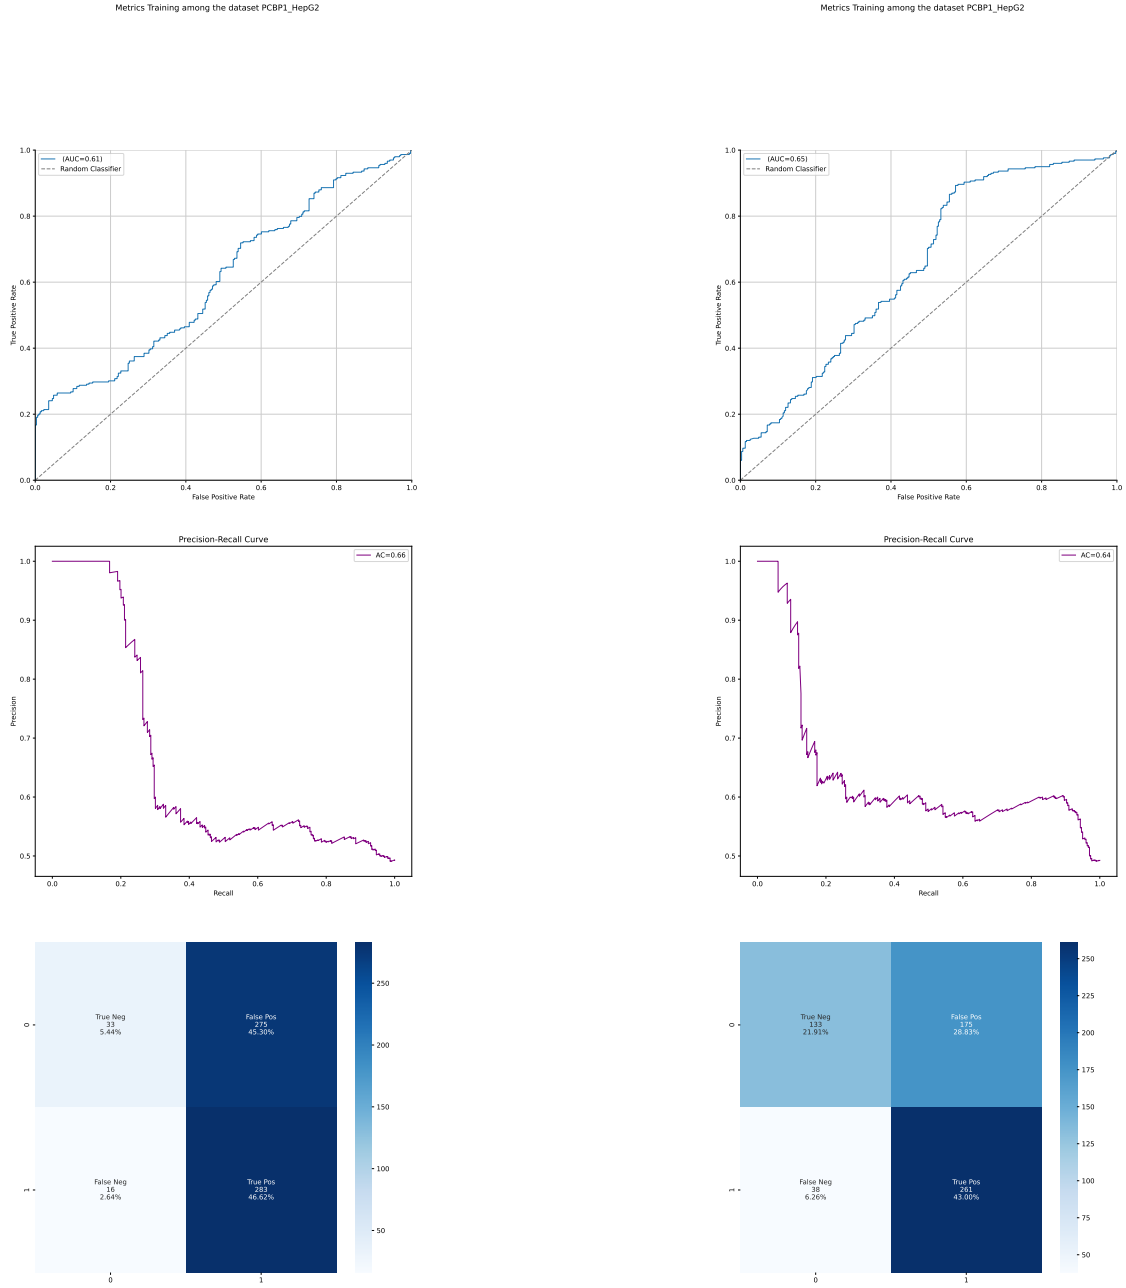 Metrics Training among the dataset PCBP1_HepG2
(AUC=0.61)
Random Classifier
1.0
0.8
0.6
0.4
0.2
0.0
True Positive Rate
0.0 0.2 0.4 0.6 0.8 1.0
False Positive Rate
Precision-Recall Curve
AC=0.66
1.0
0.9
0.8
0.7
0.6
0.5
Precision
0.0 0.2 0.4 0.6 0.8 1.0
Recall
True Neg
33
5.44%
False Pos
275
45.30%
False Neg
16
2.64%
True Pos
283
46.62%
0
1
0 1
250
200
150
100
50
Metrics Training among the dataset PCBP1_HepG2
(AUC=0.65)
Random Classifier
1.0
0.8
0.6
0.4
0.2
0.0
True Positive Rate
0.0 0.2 0.4 0.6 0.8 1.0
False Positive Rate
Precision-Recall Curve
AC=0.64
1.0
0.9
0.8
0.7
0.6
0.5
Precision
0.0 0.2 0.4 0.6 0.8 1.0
Recall
True Neg
133
21.91%
False Pos
175
28.83%
False Neg
38
6.26%
True Pos
261
43.00%
0
1
0 1
250
225
200
175
150
125
100
75
50